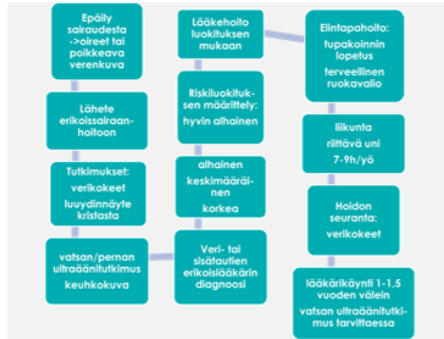 Epäily
sairaudesta
->oireet tai
poikkeava
verenkuva
Lähete
erikoissairaan-
hoitoon
Tutkimukset:
verikokeet
luuydinnäyte
kristasta
vatsan/pernan
ultraäänitutkimus
keuhkokuva
Veri- tai
sisätautien
erikoislääkärin
diagnoosi
alhainen
keskimääräi-
nen
korkea
Riskiluokituk-
sen määrittely:
hyvin alhainen
Lääkehoito
luokituksen
mukaan
Elintapahoito:
tupakoinnin
lopetus
terveellinen
ruokavalio
liikunta
riittävä uni
7-9h/yö
Hoidon
seuranta:
verikokeet
lääkärikäynti 1-1,5
vuoden välein
vatsan ultraäänitutki-
mus tarvittaessa